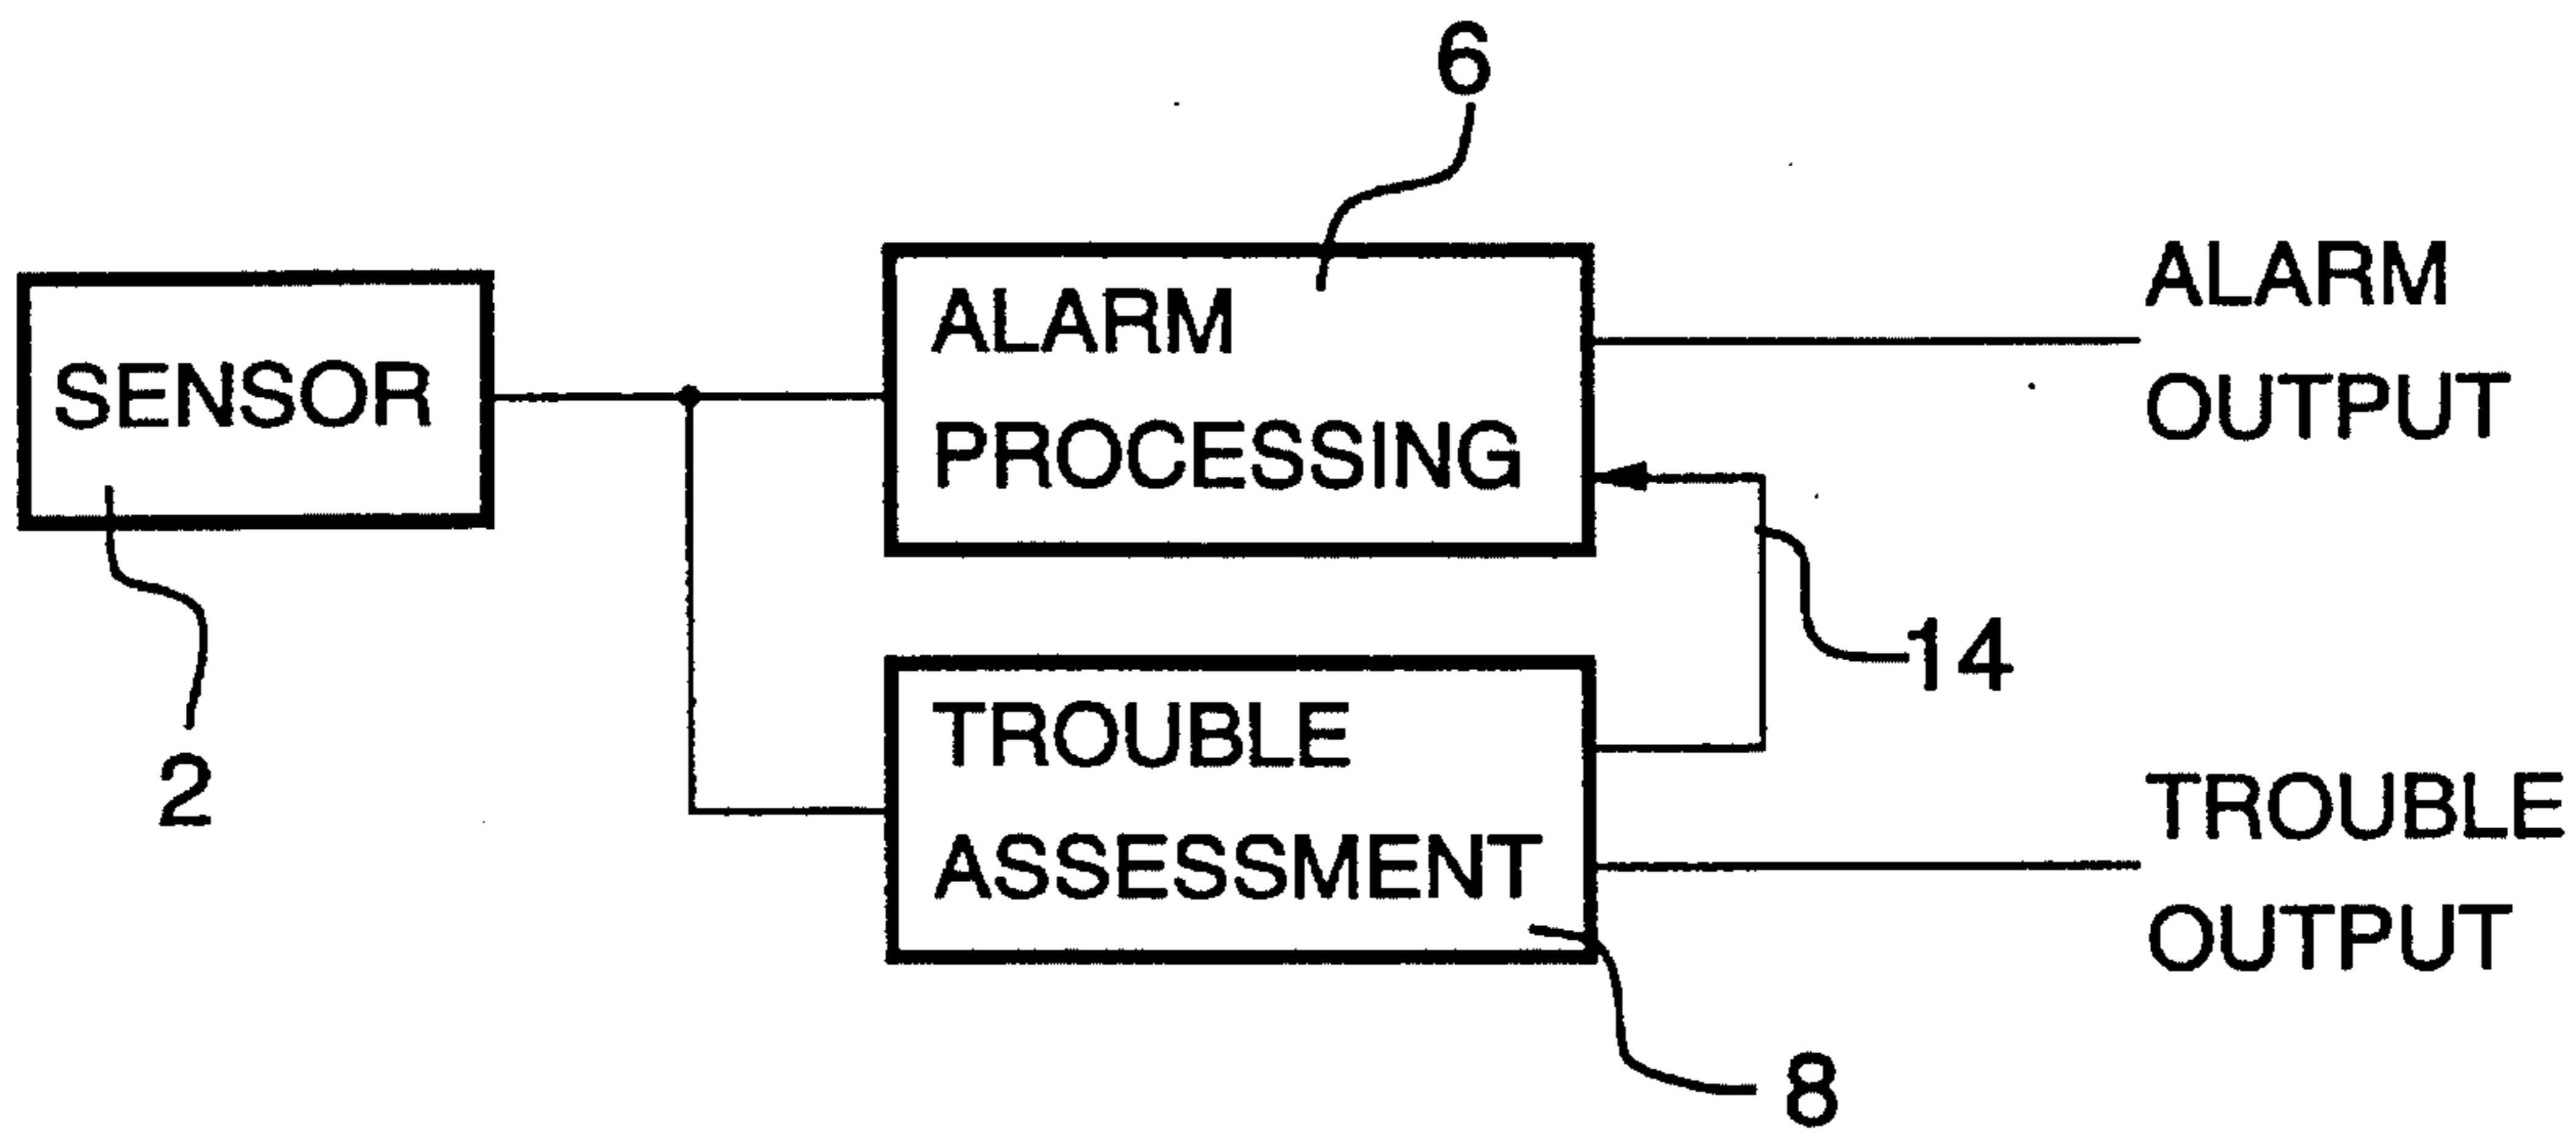 6
SENSOR
2
ALARM
PROCESSING
ALARM
OUTPUT
14
TROUBLE
ASSESSMENT
TROUBLE
OUTPUT
8